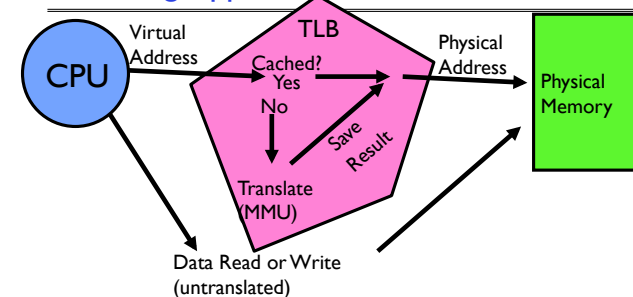 TLB
Virtual
Address
Physical
Address
CPU
Cached?
Yes
No
Physical
Memory
Save
Result
Translate
(MMU)
Data Read or Write
(untranslated)